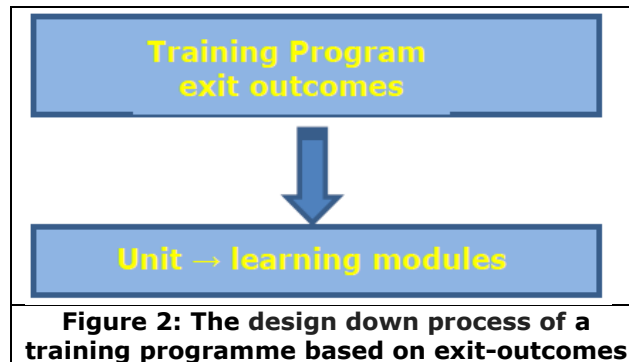 Training Program
exit outcomes
Unit → learning modules
Figure 2: The design down process of a
training programme based on exit-outcomes